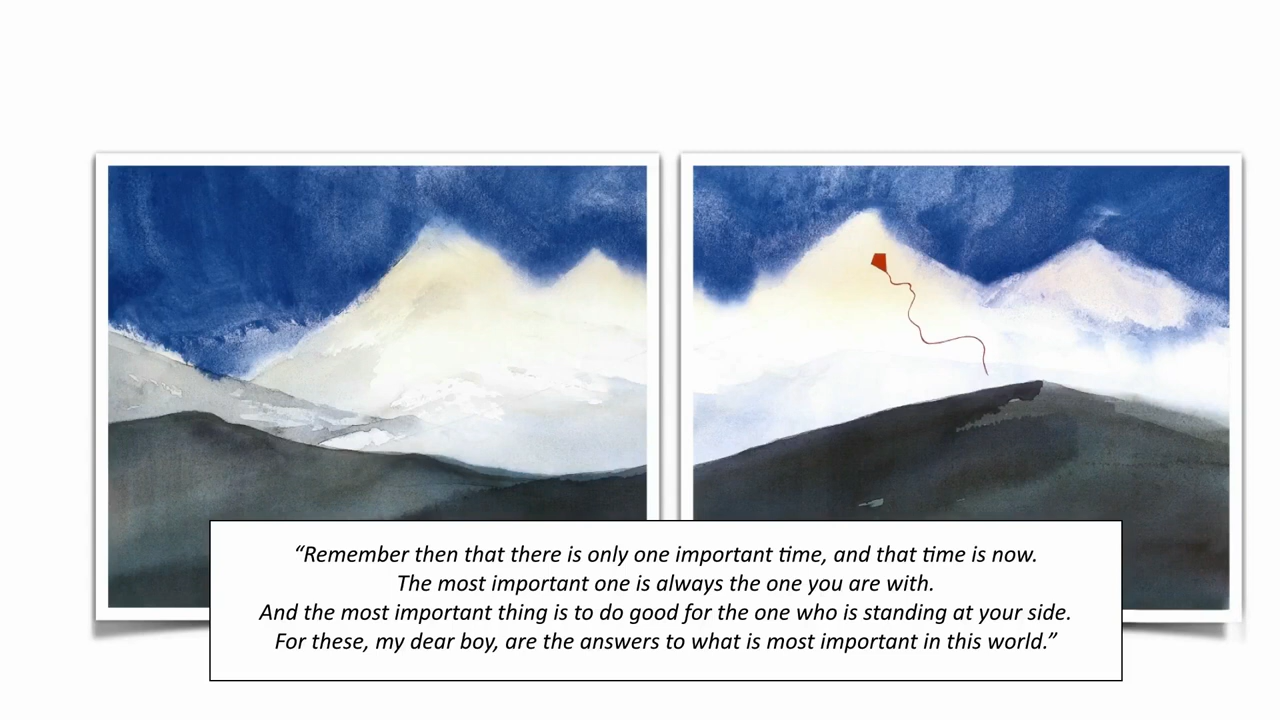 “Remember then that there is only one important time, and that time is now.
The most important one is always the one you are with.
And the most important thing is to do good for the one who is standing at your side.
For these, my dear boy, are the answers to what is most important in this world.”